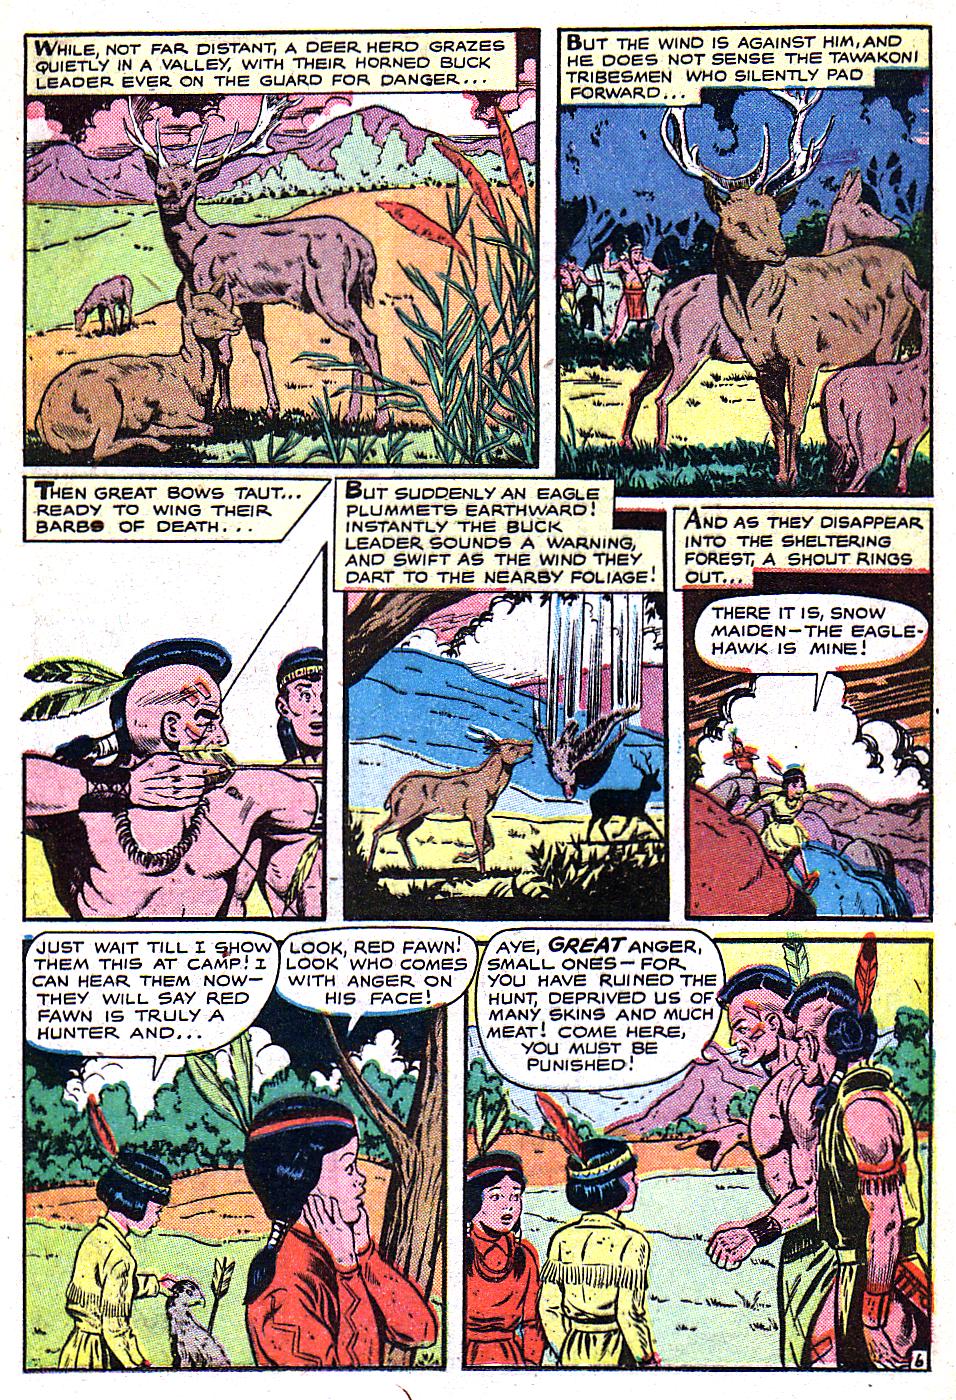 WHILE, NOT FAR DISTANT, A DEER HERD GRAZES
QUIETLY IN A VALLEY, WITH THEIR HORNED BUCK
LEADER EVER ON THE GUARD FOR DANGER...
BUT THE WIND IS AGAINST HIM, AND
HE DOES NOT SENSE THE TAWAKONI
TRIBESMEN WHO SILENTLY PAD
FORWARD...
THEN GREAT BOWS TAUT...
READY TO WING THEIR
BARBS OF DEATH...
BUT SUDDENLY AN EAGLE
PLUMMETS EARTHWARD!
INSTANTLY THE BUCK
LEADER SOUNDS A WARNING,
AND SWIFT AS THE WIND THEY
DART TO THE NEARBY FOLIAGE!
AND AS THEY DISAPPEAR
INTO THE SHELTERING
FOREST, A SHOUT RINGS
OUT...
THERE IT IS, SNOW
MAIDEN—THE EAGLE-
HAWK IS MINE!
JUST WAIT TILL I SHOW
THEM THIS AT CAMP! I
CAN HEAR THEM NOW—
THEY WILL SAY RED
FAWN IS TRULY A
HUNTER AND...
LOOK, RED FAWN!
LOOK WHO COMES
WITH ANGER ON
HIS FACE!
AYE, GREAT ANGER,
SMALL ONES—FOR
YOU HAVE RUINED THE
HUNT, DEPRIVED US OF
MANY SKINS AND MUCH
MEAT! COME HERE,
YOU MUST BE
PUNISHED!
6